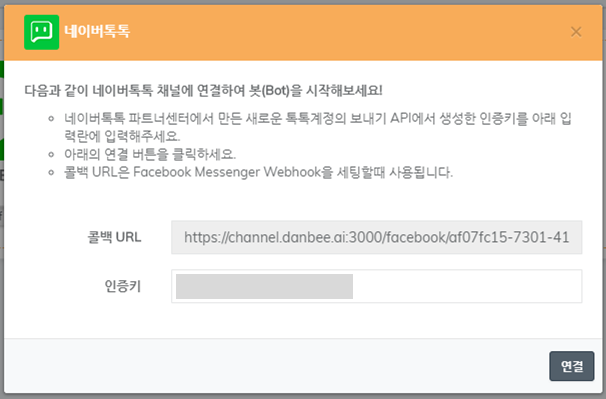 네이버톡톡
×
다음과 같이 네이버톡톡 채널에 연결하여 봇(Bot)을 시작해보세요!
네이버톡톡 파트너센터에서 만든 새로운 톡톡계정의 보내기 API에서 생성한 인증키를 아래 입
력란에 입력해주세요.
아래의 연결 버튼을 클릭하세요.
콜백 URL은 Facebook Messenger Webhook을 세팅할때 사용됩니다.
콜백 URL https://channel.danbee.ai:3000/facebook/af07fc15-7301-41
인증키
연결